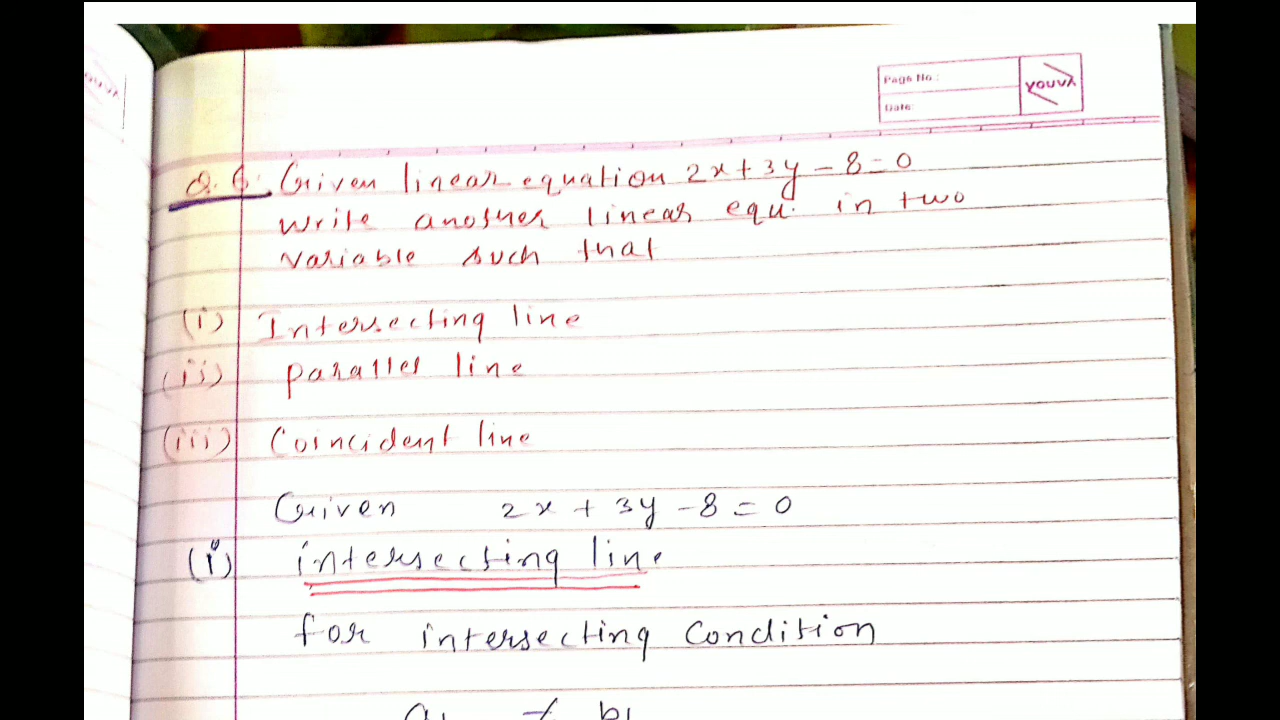 Page No.:
Date:
YOUVA
Q. 6. Given linear equation 2x + 3y - 8 = 0
write another linear equ. in two
variable such that
(i) Intersecting line
(ii) parallel line
(iii) Coincident line
Given 2x + 3y - 8 = 0
(i) intersecting line
for intersecting Condition
a1 ≠ b1